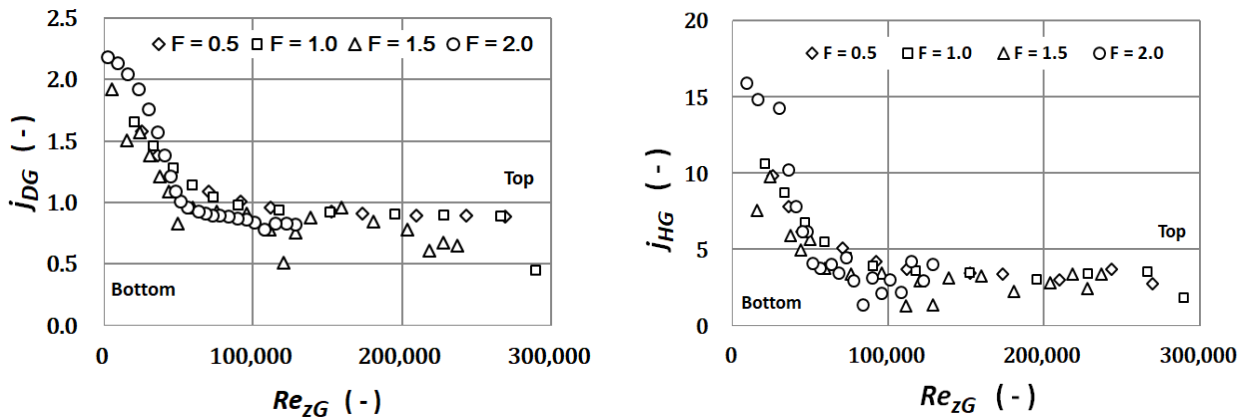 2.5
◇ F = 0.5 □ F = 1.0 △ F = 1.5 ○ F = 2.0
2.0
1.5
1.0
0.5
0.0
j_DG ( - )
Top
Bottom
0 100,000 200,000 300,000
Re_zG ( - )
20
◇ F = 0.5 □ F = 1.0 △ F = 1.5 ○ F = 2.0
15
10
5
0
j_HG ( - )
Top
Bottom
0 100,000 200,000 300,000
Re_zG ( - )